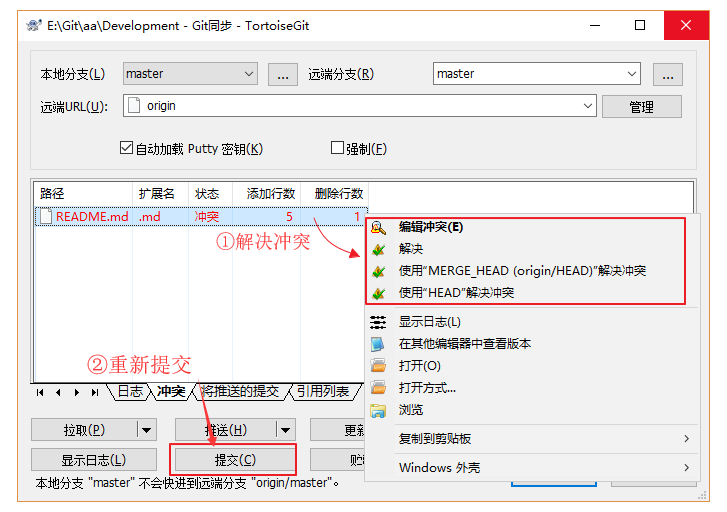 E:\Git\aa\Development - Git同步 - TortoiseGit
本地分支(L) master ... 远端分支(R) master ...
远端URL(U): origin 管理
自动加载 Putty 密钥(K) 强制(F)
路径 扩展名 状态 添加行数 删除行数
README.md .md 冲突 5 1
①解决冲突
编辑冲突(E)
解决
使用"MERGE_HEAD (origin/HEAD)"解决冲突
使用"HEAD"解决冲突
显示日志(L)
在其他编辑器中查看版本
打开(O)
打开方式...
浏览
复制到剪贴板
Windows 外壳
②重新提交
日志 冲突 将推送的提交 引用列表
拉取(P) 推送(H) 更新
显示日志(L) 提交(C)
本地分支 "master" 不会快进到远端分支 "origin/master"。